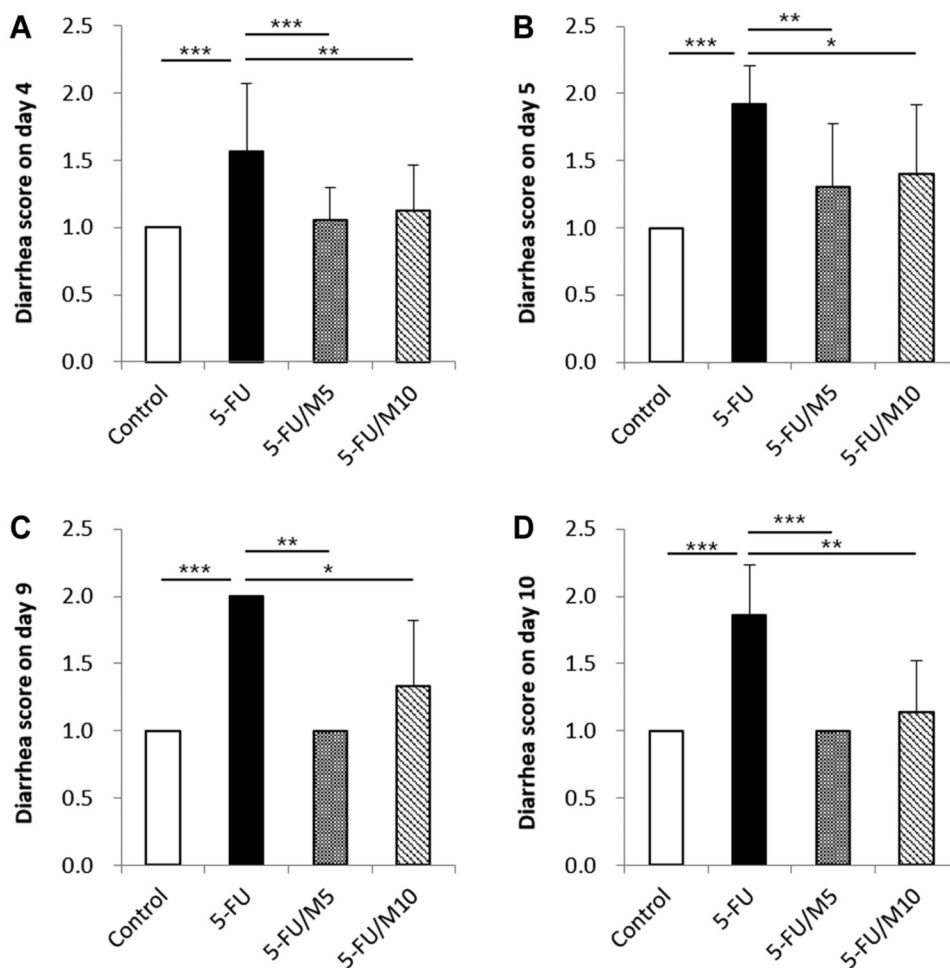 A
Diarrhea score on day 4
2.5
2.0
1.5
1.0
0.5
0.0
***
***
**
Control
5-FU
5-FU/M5
5-FU/M10
B
Diarrhea score on day 5
2.5
2.0
1.5
1.0
0.5
0.0
***
**
*
Control
5-FU
5-FU/M5
5-FU/M10
C
Diarrhea score on day 9
2.5
2.0
1.5
1.0
0.5
0.0
***
**
*
Control
5-FU
5-FU/M5
5-FU/M10
D
Diarrhea score on day 10
2.5
2.0
1.5
1.0
0.5
0.0
***
***
**
Control
5-FU
5-FU/M5
5-FU/M10